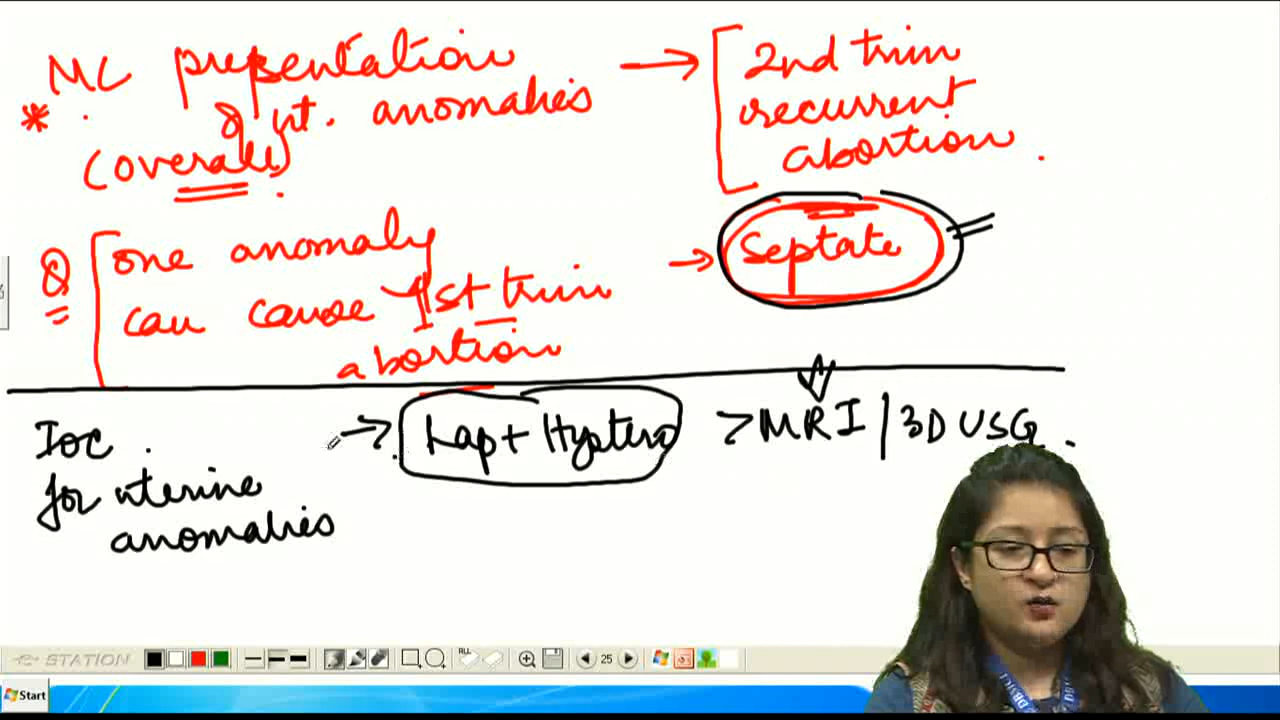 MC presentation
* of ut. anomalies
(overall)
→ 2nd trim
recurrent
abortion.
Q one anomaly
can cause 1st trim
abortion
→ Septate
IOC
for uterine
anomalies
→ Lap + Hystero > MRI / 3D USG.
STATION
ALL
25
Start